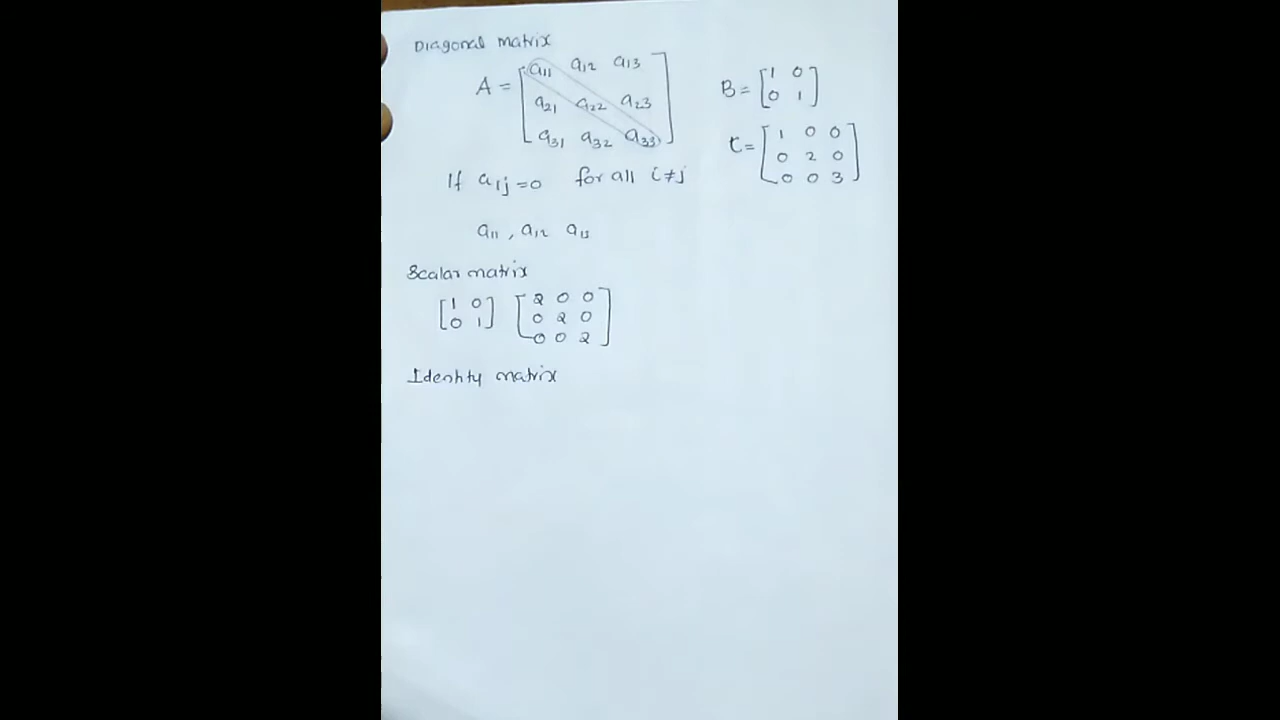 Diagonal matrix
A = [a11 a12 a13
a21 a22 a23
a31 a32 a33]
B = [1 0
0 1]
C = [1 0 0
0 2 0
0 0 3]
If aij = 0 for all i ≠ j
a11, a12 a13
Scalar matrix
[1 0
0 1]
[2 0 0
0 2 0
0 0 2]
Identity matrix